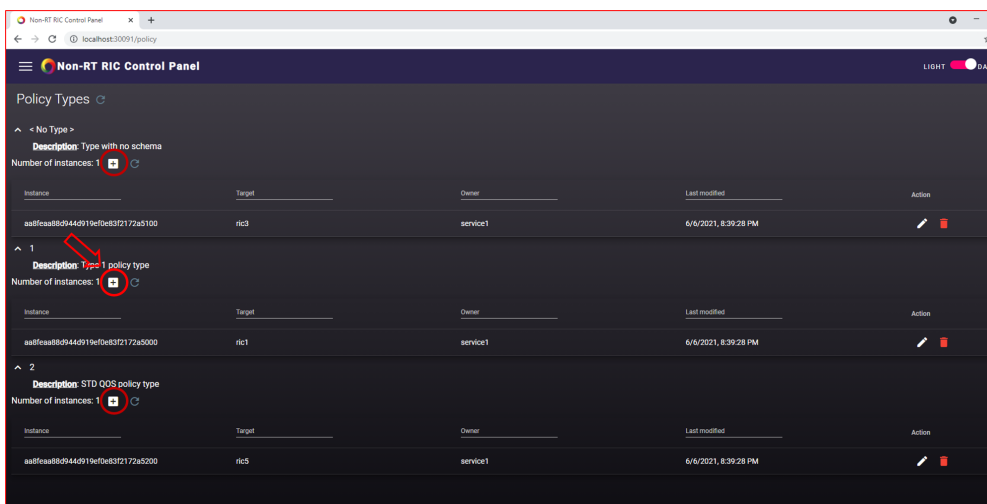 Non-RT RIC Control Panel
localhost:30091/policy
Non-RT RIC Control Panel
LIGHT
Policy Types
< No Type >
Description: Type with no schema
Number of instances: 1
Instance Target Owner Last modified Action
aa8feaa88d944d919ef0e83f2172a5100 ric3 service1 6/6/2021, 8:39:28 PM
1
Description: Type 1 policy type
Number of instances: 1
Instance Target Owner Last modified Action
aa8feaa88d944d919ef0e83f2172a5000 ric1 service1 6/6/2021, 8:39:28 PM
2
Description: STD QOS policy type
Number of instances: 1
Instance Target Owner Last modified Action
aa8feaa88d944d919ef0e83f2172a5200 ric5 service1 6/6/2021, 8:39:28 PM